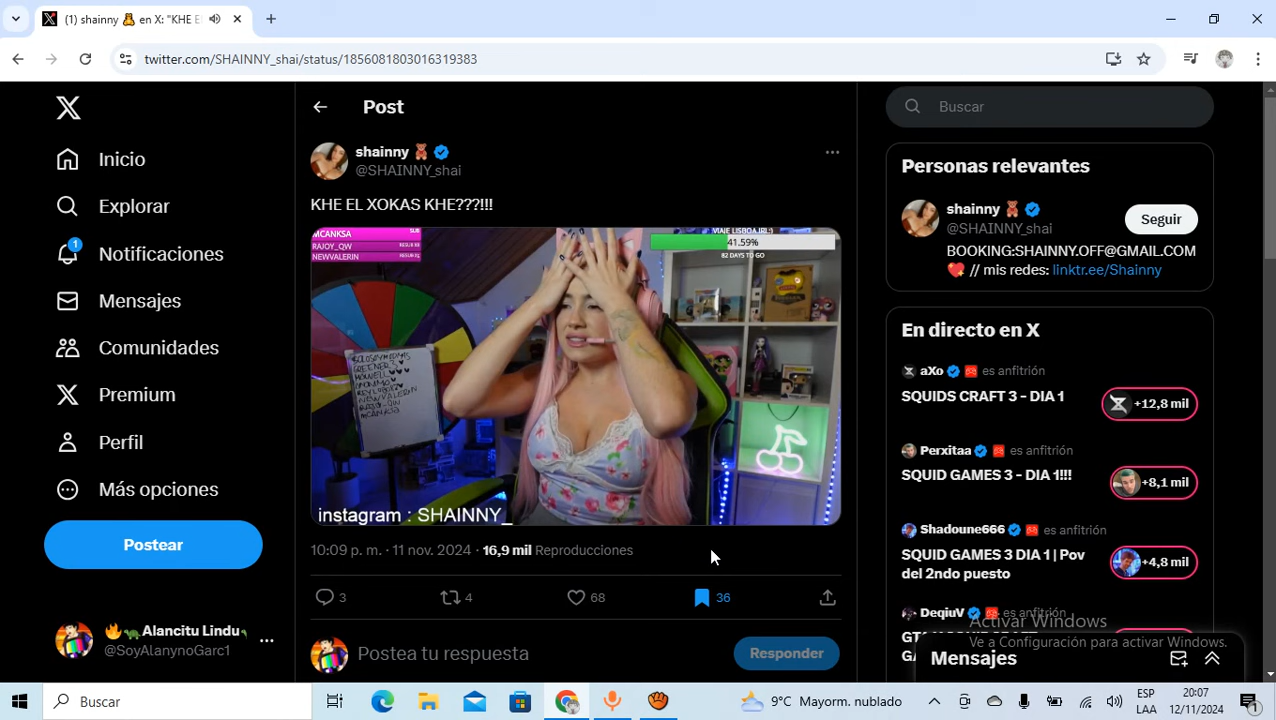 (1) shainny 🧸 en X: "KHE E
twitter.com/SHAINNY_shai/status/1856081803016319383
Post
Buscar
Inicio
Explorar
1
Notificaciones
Mensajes
Comunidades
Premium
Perfil
Más opciones
Postear
🔥🦖Alancitu Lindu
@SoyAlanynoGarc1
shainny 🧸
@SHAINNY_shai
KHE EL XOKAS KHE???!!!
MCANKSA SUB
RAJOY_QW
NEWVALERIN
VIAJE LISBOA IRL:)
41.59%
82 DAYS TO GO
instagram : SHAINNY_
10:09 p. m. · 11 nov. 2024 · 16,9 mil Reproducciones
3
4
68
36
Postea tu respuesta
Responder
Personas relevantes
shainny 🧸
@SHAINNY_shai
Seguir
BOOKING:SHAINNY.OFF@GMAIL.COM
💖 // mis redes: linktr.ee/Shainny
En directo en X
aXo es anfitrión
SQUIDS CRAFT 3 - DIA 1
+12,8 mil
Perxitaa es anfitrión
SQUID GAMES 3 - DIA 1!!!
+8,1 mil
Shadoune666 es anfitrión
SQUID GAMES 3 DIA 1 | Pov
del 2ndo puesto
+4,8 mil
DeqiuV es anfitrión
Activar Windows
Ve a Configuración para activar Windows.
Mensajes
Buscar
9°C Mayorm. nublado
ESP
LAA
20:07
12/11/2024
1